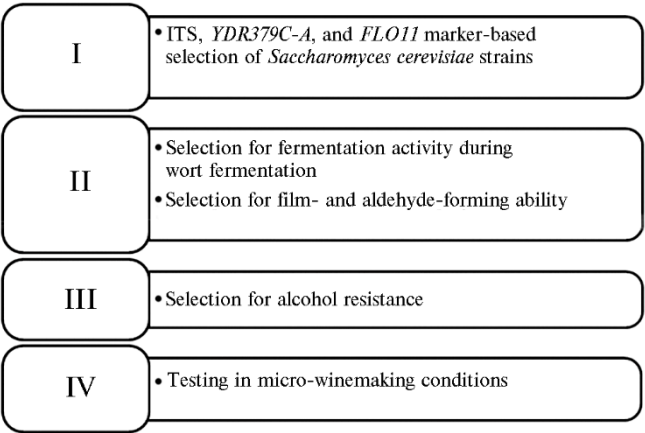 I
• ITS, YDR379C-A, and FLO11 marker-based
selection of Saccharomyces cerevisiae strains
II
• Selection for fermentation activity during
wort fermentation
• Selection for film- and aldehyde-forming ability
III
• Selection for alcohol resistance
IV
• Testing in micro-winemaking conditions